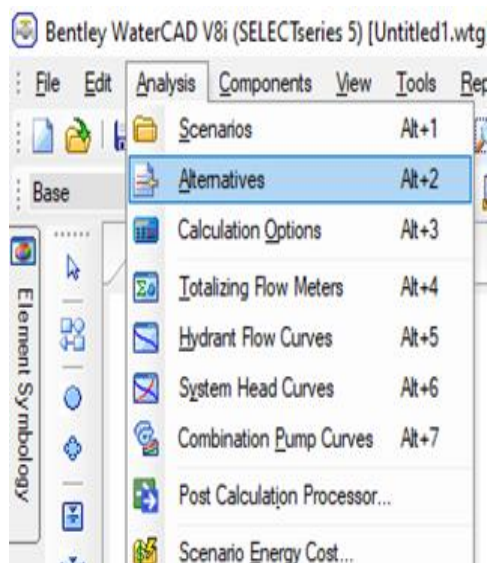 Bentley WaterCAD V8i (SELECTseries 5) [Untitled1.wtg
File Edit Analysis Components View Tools Rep
Scenarios Alt+1
Base
Alternatives Alt+2
Calculation Options Alt+3
Totalizing Flow Meters Alt+4
Hydrant Flow Curves Alt+5
System Head Curves Alt+6
Combination Pump Curves Alt+7
Post Calculation Processor...
Scenario Energy Cost...
Element Symbology